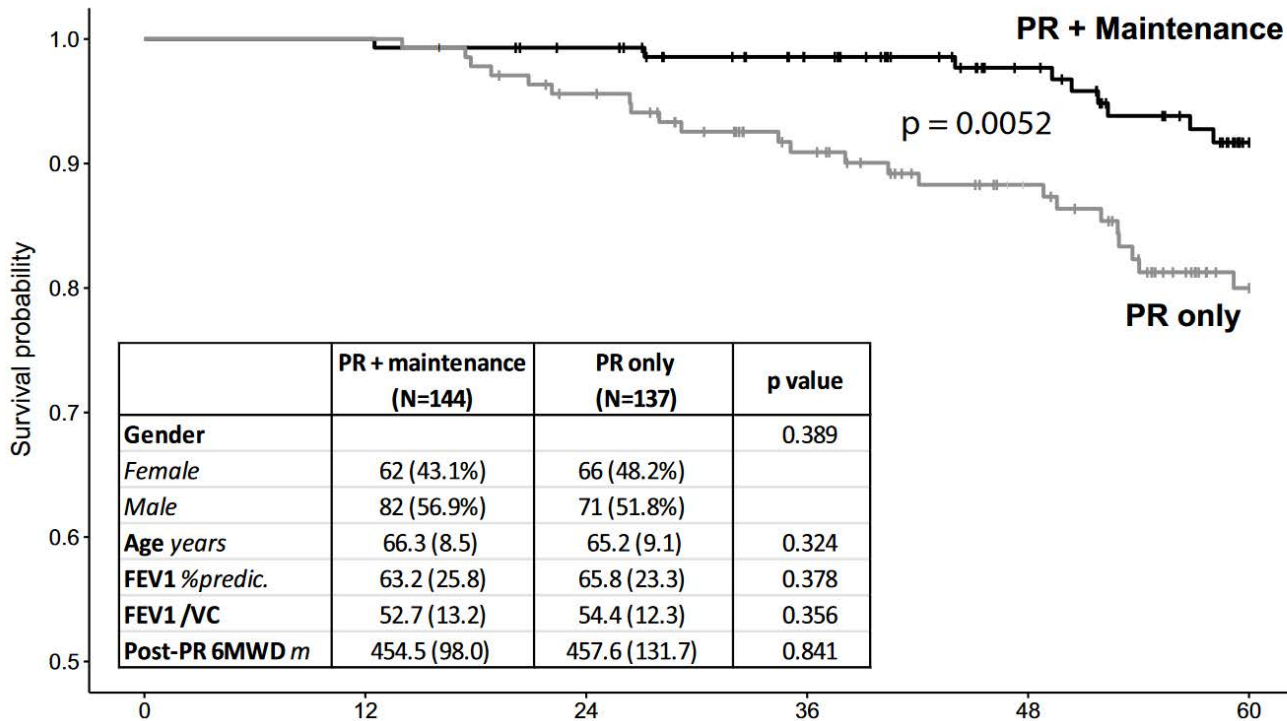 PR + Maintenance
p = 0.0052
PR only
Survival probability
1.0
0.9
0.8
0.7
0.6
0.5
PR + maintenance (N=144) PR only (N=137) p value
Gender 0.389
Female 62 (43.1%) 66 (48.2%)
Male 82 (56.9%) 71 (51.8%)
Age years 66.3 (8.5) 65.2 (9.1) 0.324
FEV1 %predic. 63.2 (25.8) 65.8 (23.3) 0.378
FEV1 /VC 52.7 (13.2) 54.4 (12.3) 0.356
Post-PR 6MWD m 454.5 (98.0) 457.6 (131.7) 0.841
0 12 24 36 48 60